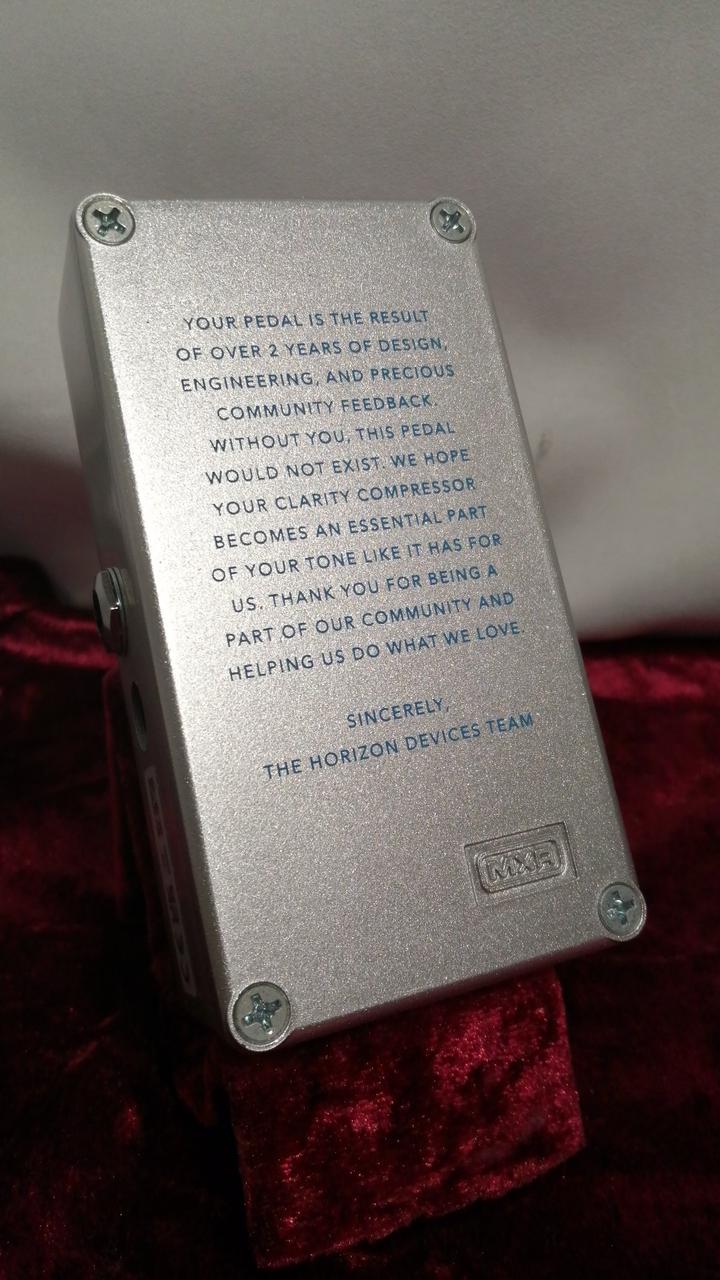 YOUR PEDAL IS THE RESULT
OF OVER 2 YEARS OF DESIGN,
ENGINEERING, AND PRECIOUS
COMMUNITY FEEDBACK.
WITHOUT YOU, THIS PEDAL
WOULD NOT EXIST. WE HOPE
YOUR CLARITY COMPRESSOR
BECOMES AN ESSENTIAL PART
OF YOUR TONE LIKE IT HAS FOR
US. THANK YOU FOR BEING A
PART OF OUR COMMUNITY AND
HELPING US DO WHAT WE LOVE.
SINCERELY,
THE HORIZON DEVICES TEAM
MXR